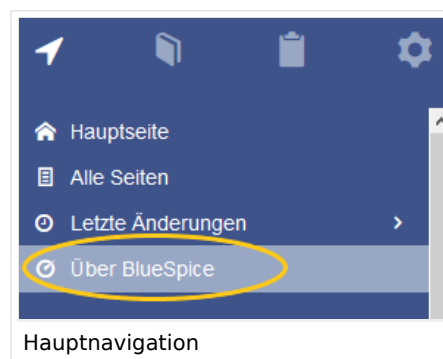 Hauptseite
Alle Seiten
Letzte Änderungen
Über BlueSpice
Hauptnavigation